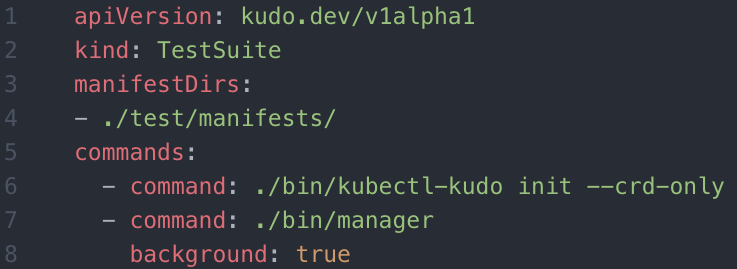 1 apiVersion: kudo.dev/v1alpha1
2 kind: TestSuite
3 manifestDirs:
4 - ./test/manifests/
5 commands:
6   - command: ./bin/kubectl-kudo init --crd-only
7   - command: ./bin/manager
8     background: true